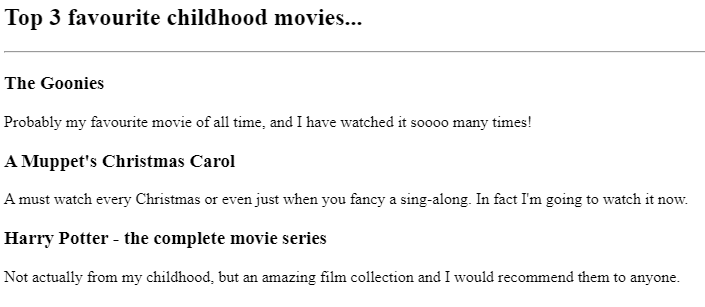 Top 3 favourite childhood movies...
The Goonies
Probably my favourite movie of all time, and I have watched it soooo many times!
A Muppet's Christmas Carol
A must watch every Christmas or even just when you fancy a sing-along. In fact I'm going to watch it now.
Harry Potter - the complete movie series
Not actually from my childhood, but an amazing film collection and I would recommend them to anyone.